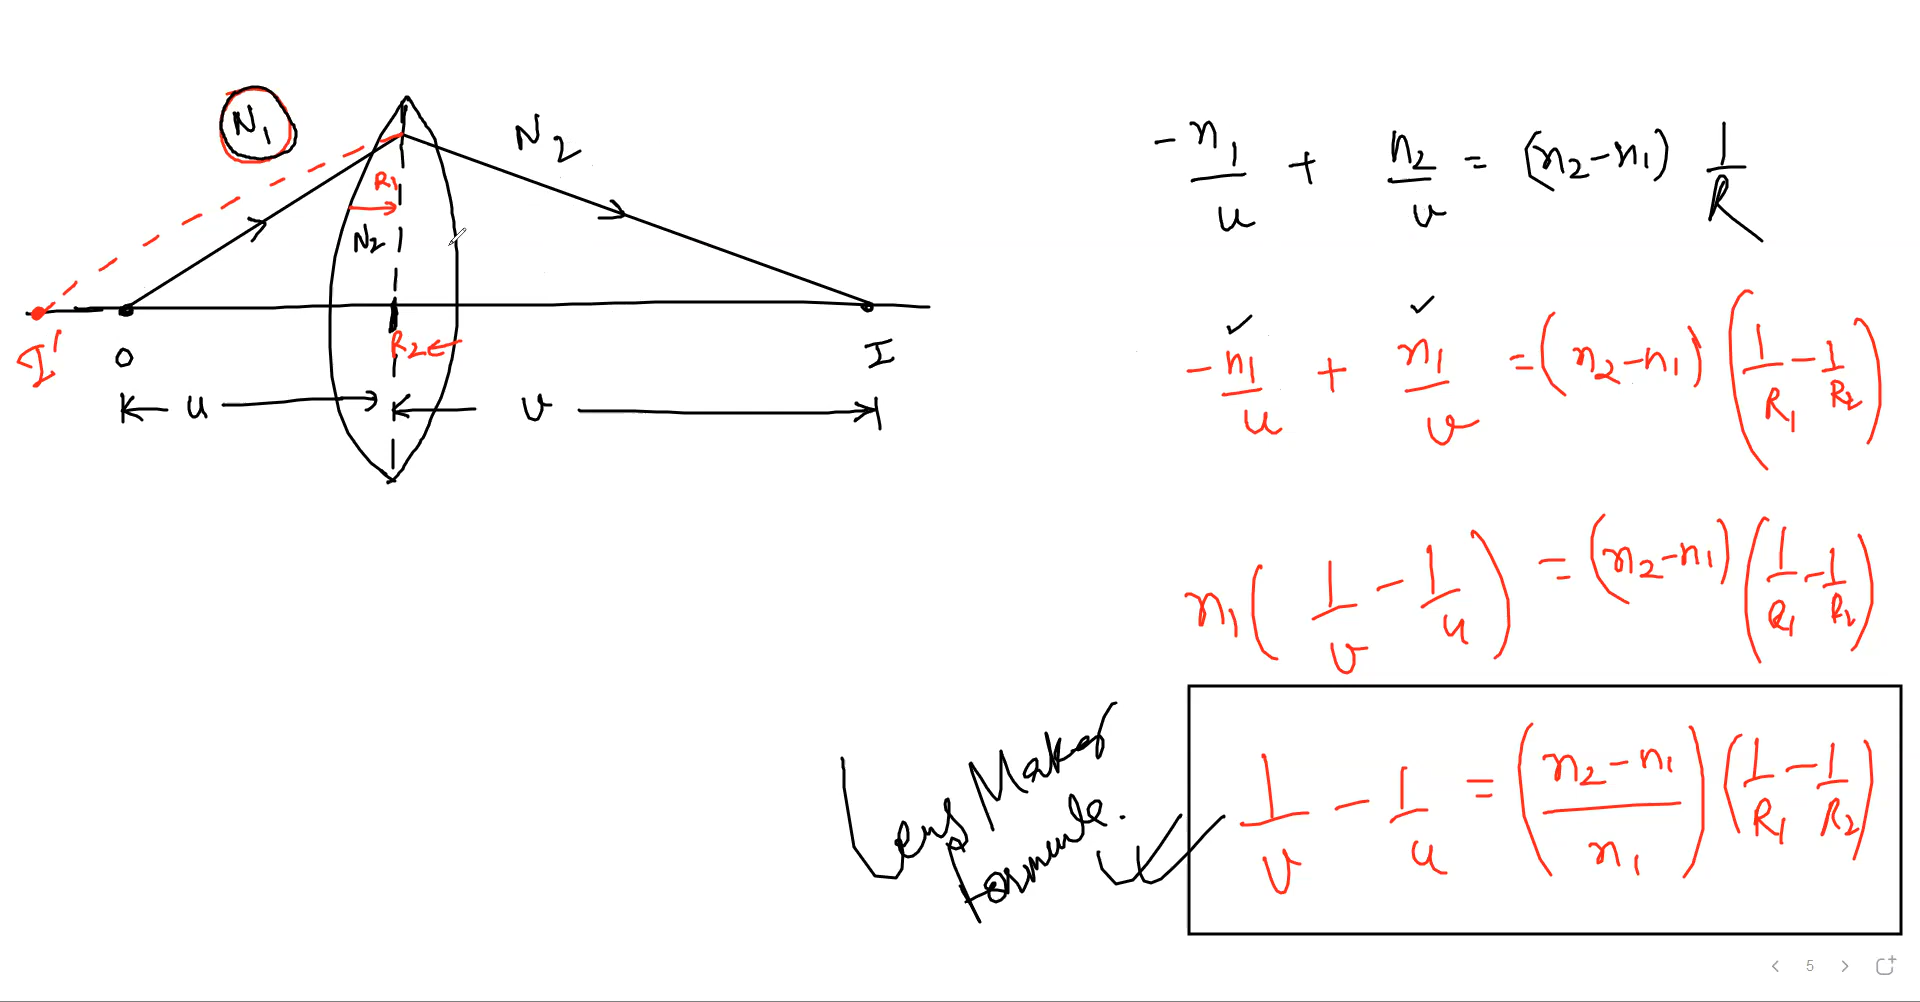 N₁
N₂
R₁
N₂
R₂
I'
O
I
u
v
-n₁/u + n₂/v = (n₂-n₁) 1/R
✓ ✓
-n₁/u + n₁/v = (n₂-n₁) (1/R₁ - 1/R₂)
n₁(1/v - 1/u) = (n₂-n₁) (1/R₁ - 1/R₂)
1/v - 1/u = ((n₂-n₁)/n₁) (1/R₁ - 1/R₂)
Lens Maker
formula.
5